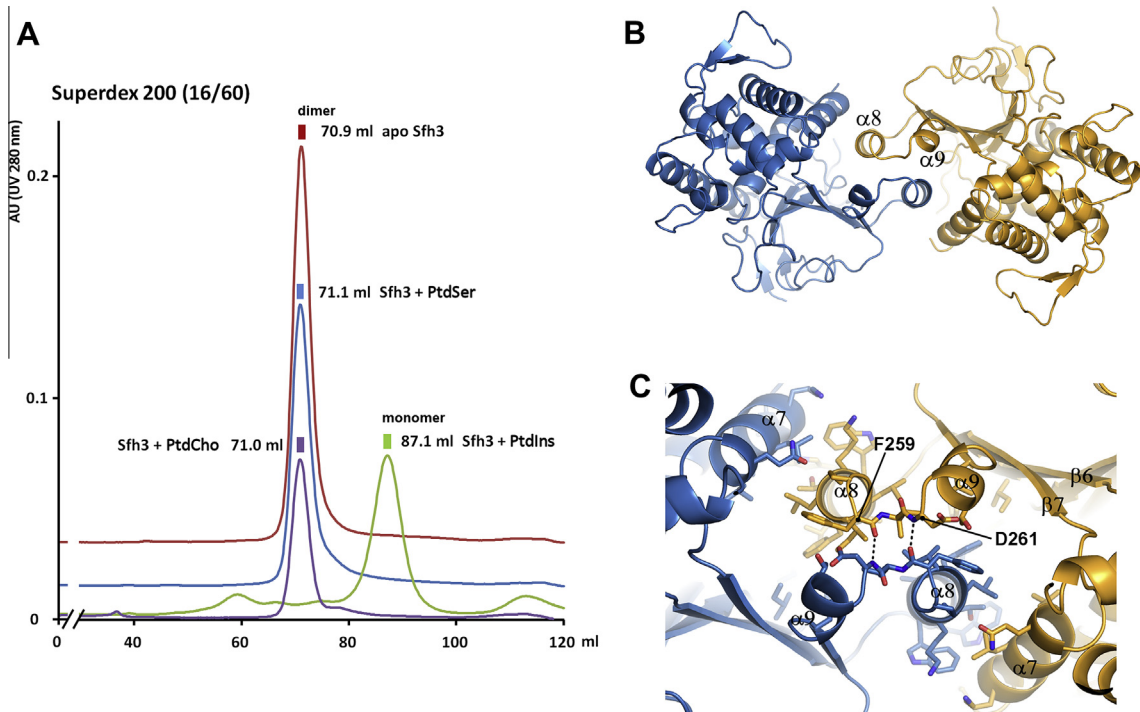 A
Superdex 200 (16/60)
AU (UV 280 nm)
0.2
0.1
0
dimer
70.9 ml apo Sfh3
71.1 ml Sfh3 + PtdSer
Sfh3 + PtdCho 71.0 ml
monomer
87.1 ml Sfh3 + PtdIns
0 60 80 100 120 ml
B
α8
α9
C
α7
F259
α8
α9
β6
β7
D261
α9
α8
α7